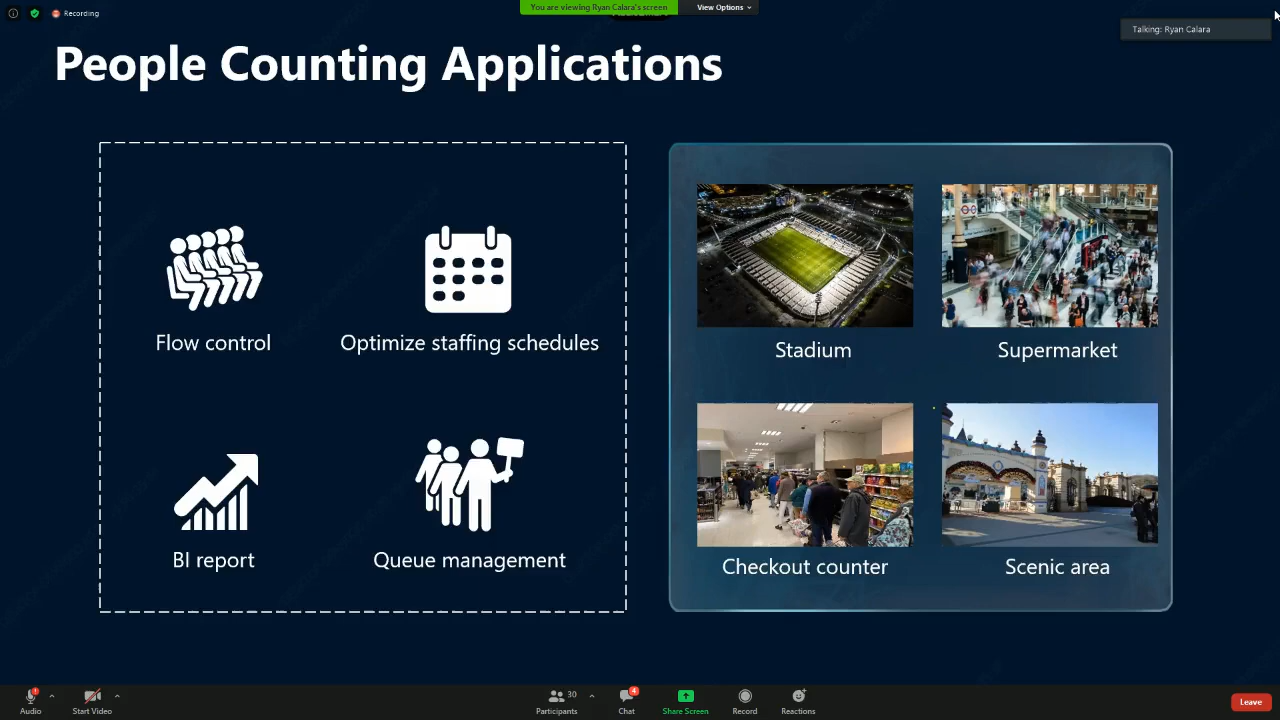 Recording
You are viewing Ryan Calara's screen
View Options
Talking: Ryan Calara
People Counting Applications
Flow control
Optimize staffing schedules
BI report
Queue management
Stadium
Supermarket
Checkout counter
Scenic area
Audio
Start Video
Participants
30
Chat
4
Share Screen
Record
Reactions
Leave